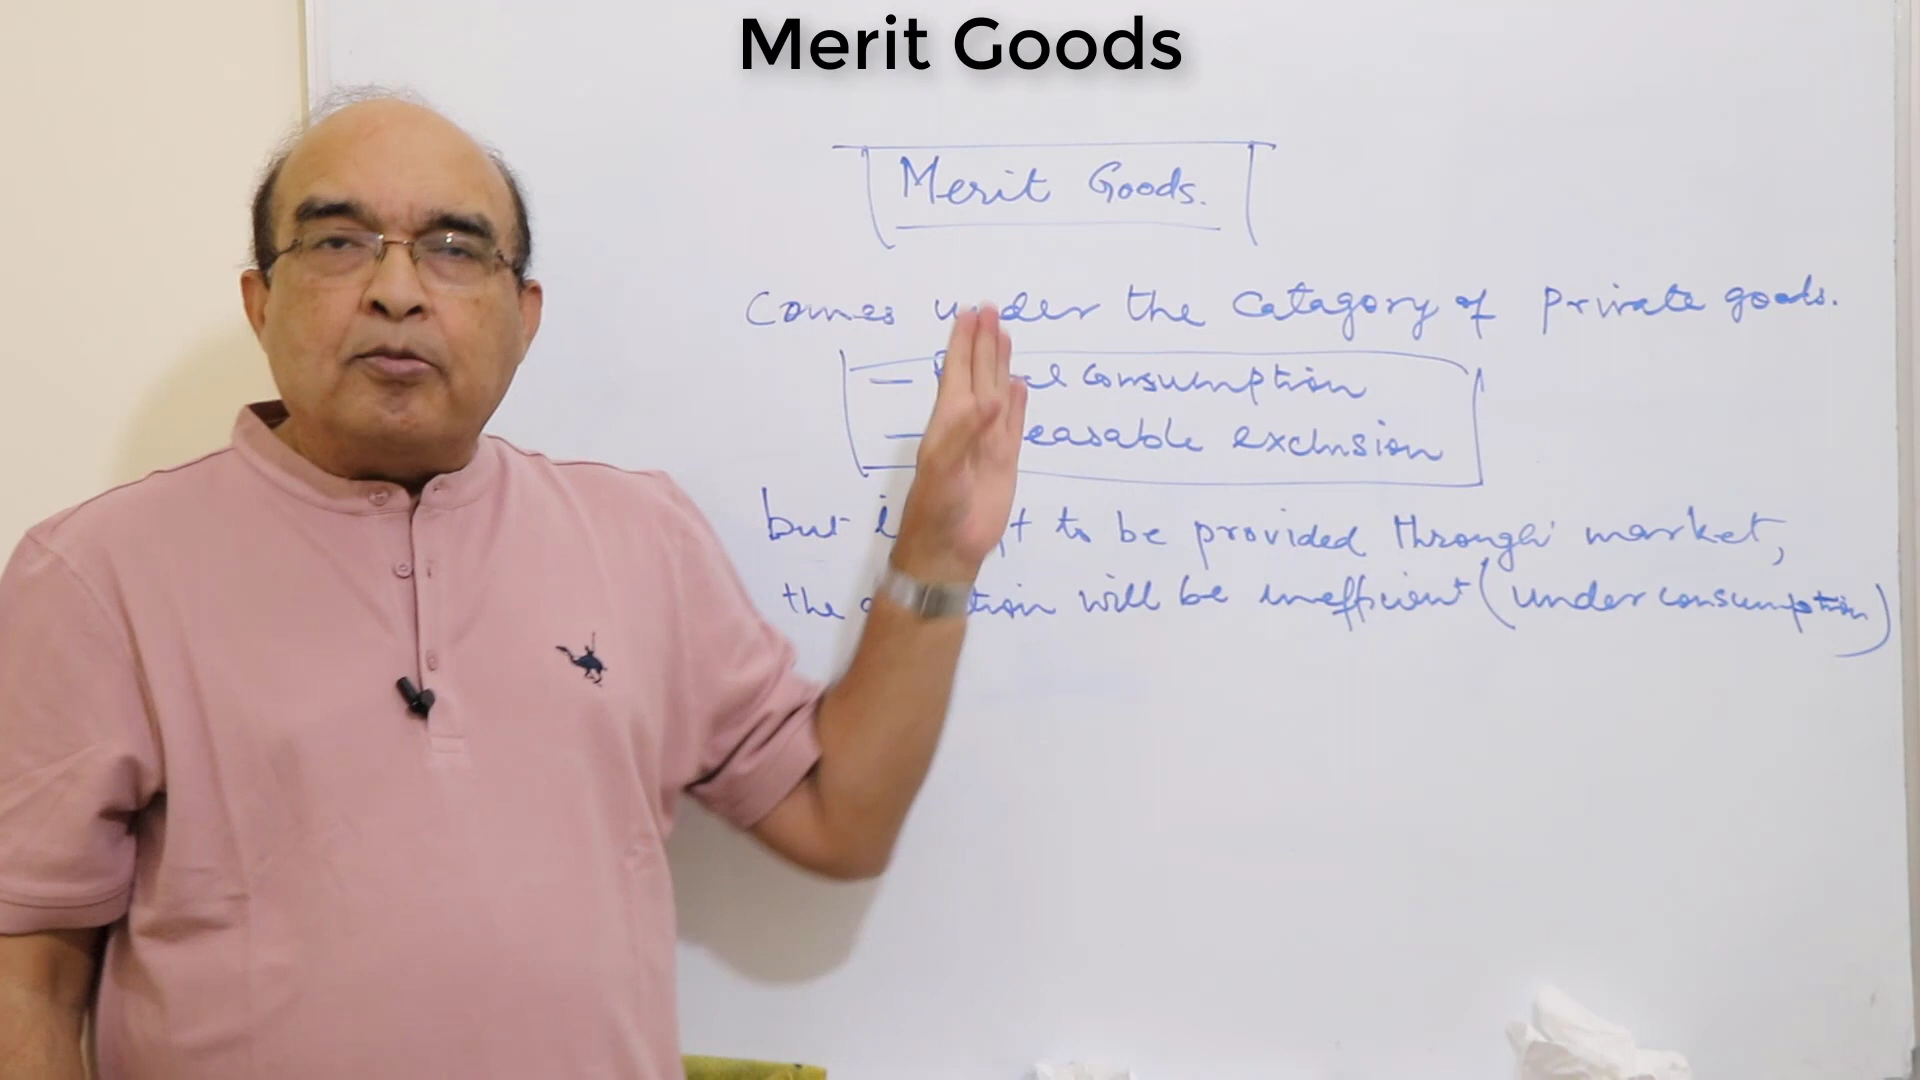 Merit Goods
Merit Goods.
Comes under the catagory of private goods.
— consumption
— easable exclusion
but to be provided through market,
the will be inefficient (under consumption)